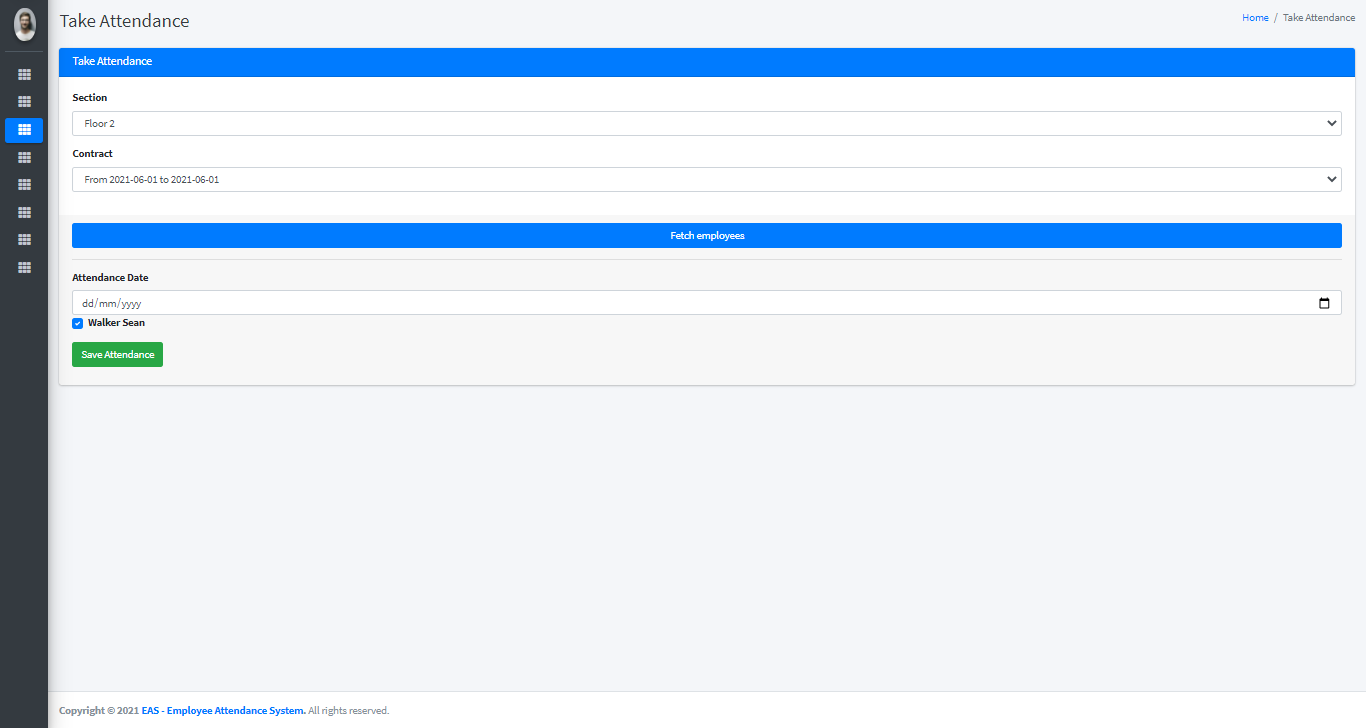 Take Attendance
Home / Take Attendance
Take Attendance
Section
Floor 2
Contract
From 2021-06-01 to 2021-06-01
Fetch employees
Attendance Date
dd/mm/yyyy
Walker Sean
Save Attendance
Copyright © 2021 EAS - Employee Attendance System. All rights reserved.